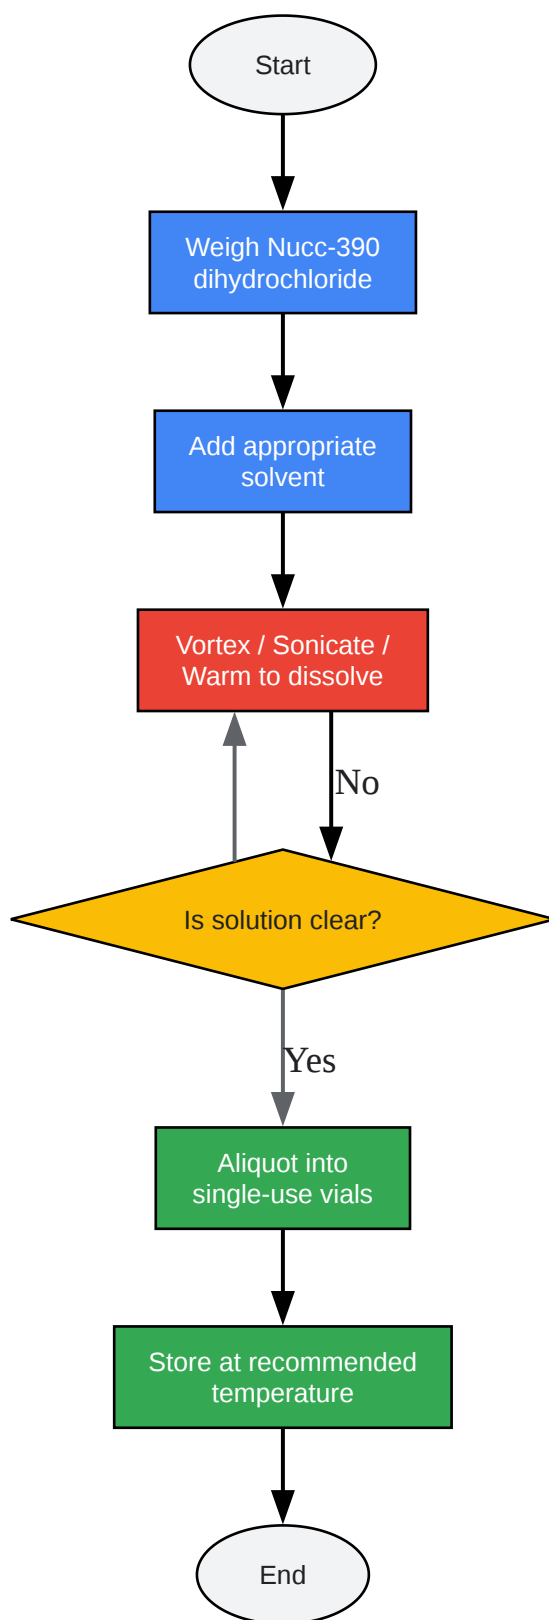 Start
Weigh Nucc-390
dihydrochloride
Add appropriate
solvent
Vortex / Sonicate /
Warm to dissolve
No
Is solution clear?
Yes
Aliquot into
single-use vials
Store at recommended
temperature
End